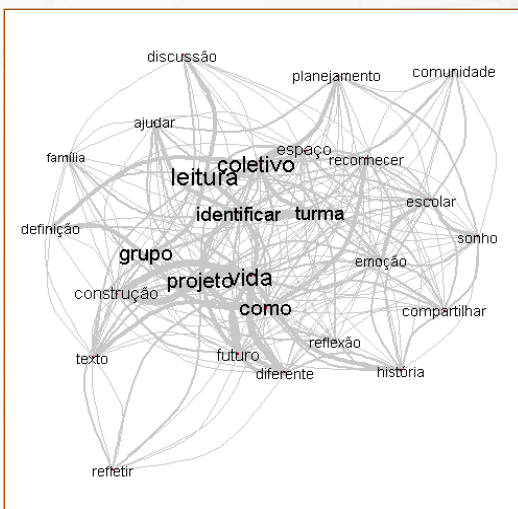 discussão
planejamento
comunidade
ajudar
espaço
família
coletivo
reconhecer
leitura
escolar
identificar
turma
definição
sonho
grupo
emoção
projeto
vida
construção
como
compartilhar
reflexão
texto
futuro
diferente
história
refletir